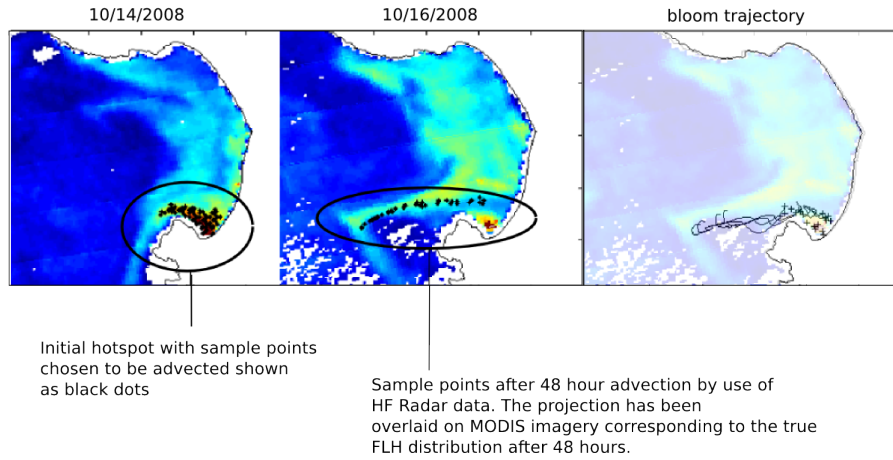 10/14/2008
10/16/2008
bloom trajectory
Initial hotspot with sample points
chosen to be advected shown
as black dots
Sample points after 48 hour advection by use of
HF Radar data. The projection has been
overlaid on MODIS imagery corresponding to the true
FLH distribution after 48 hours.